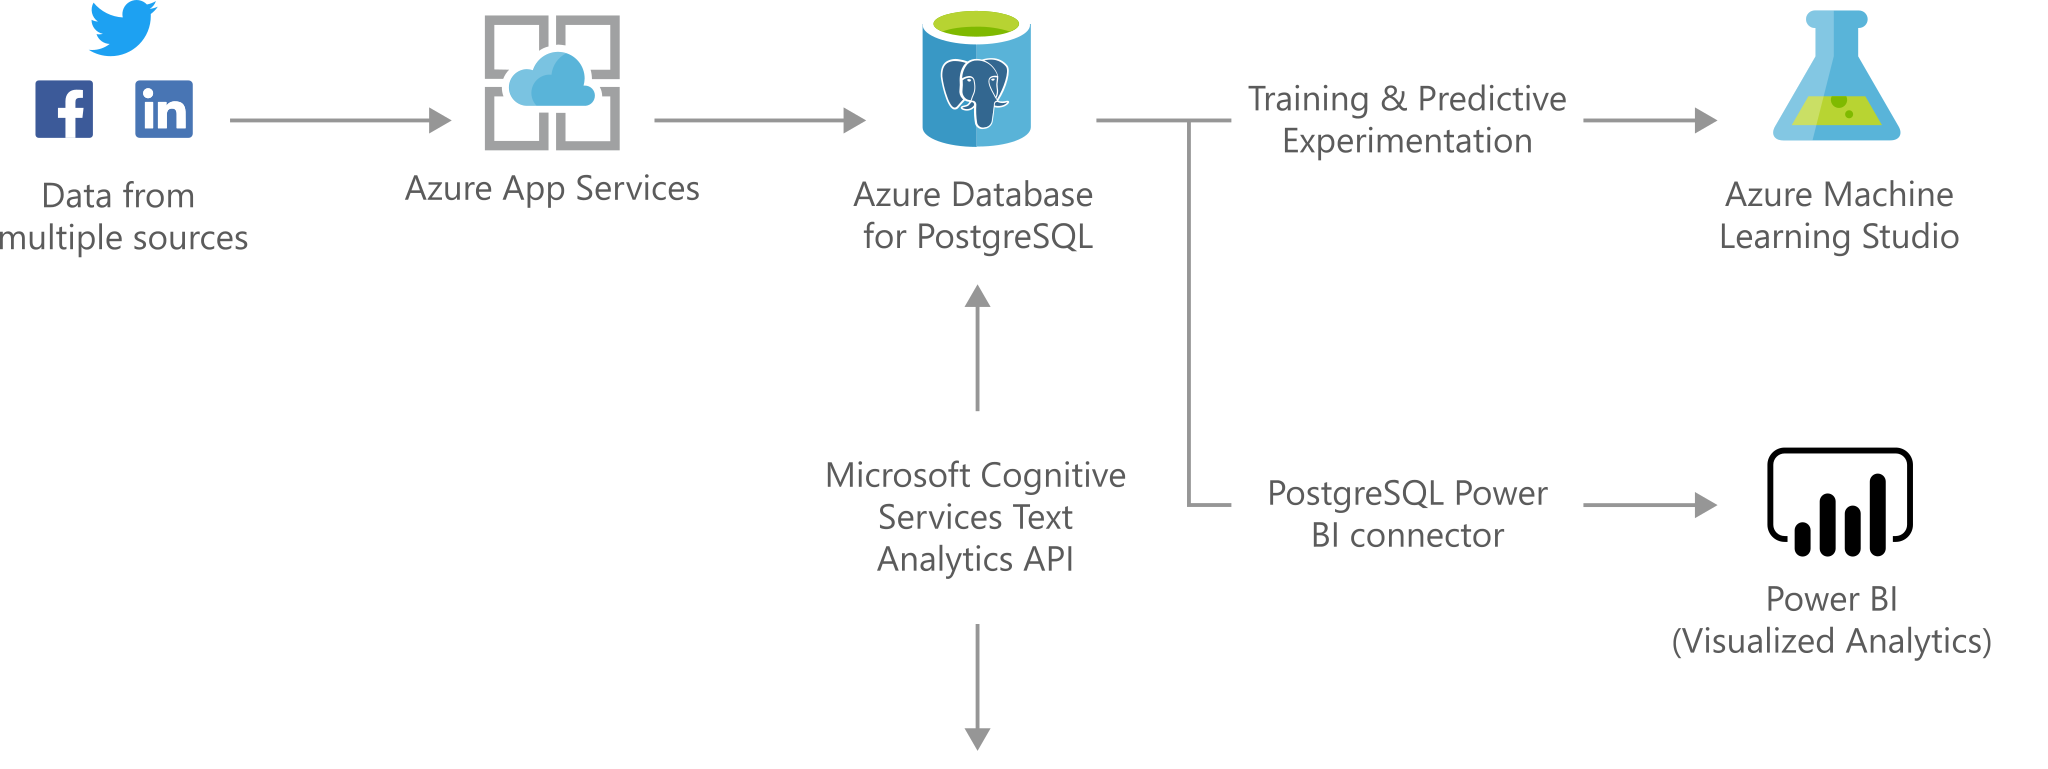 in
Data from
multiple sources
Azure App Services
Azure Database
for PostgreSQL
Training & Predictive
Experimentation
Azure Machine
Learning Studio
Microsoft Cognitive
Services Text
Analytics API
PostgreSQL Power
BI connector
Power BI
(Visualized Analytics)